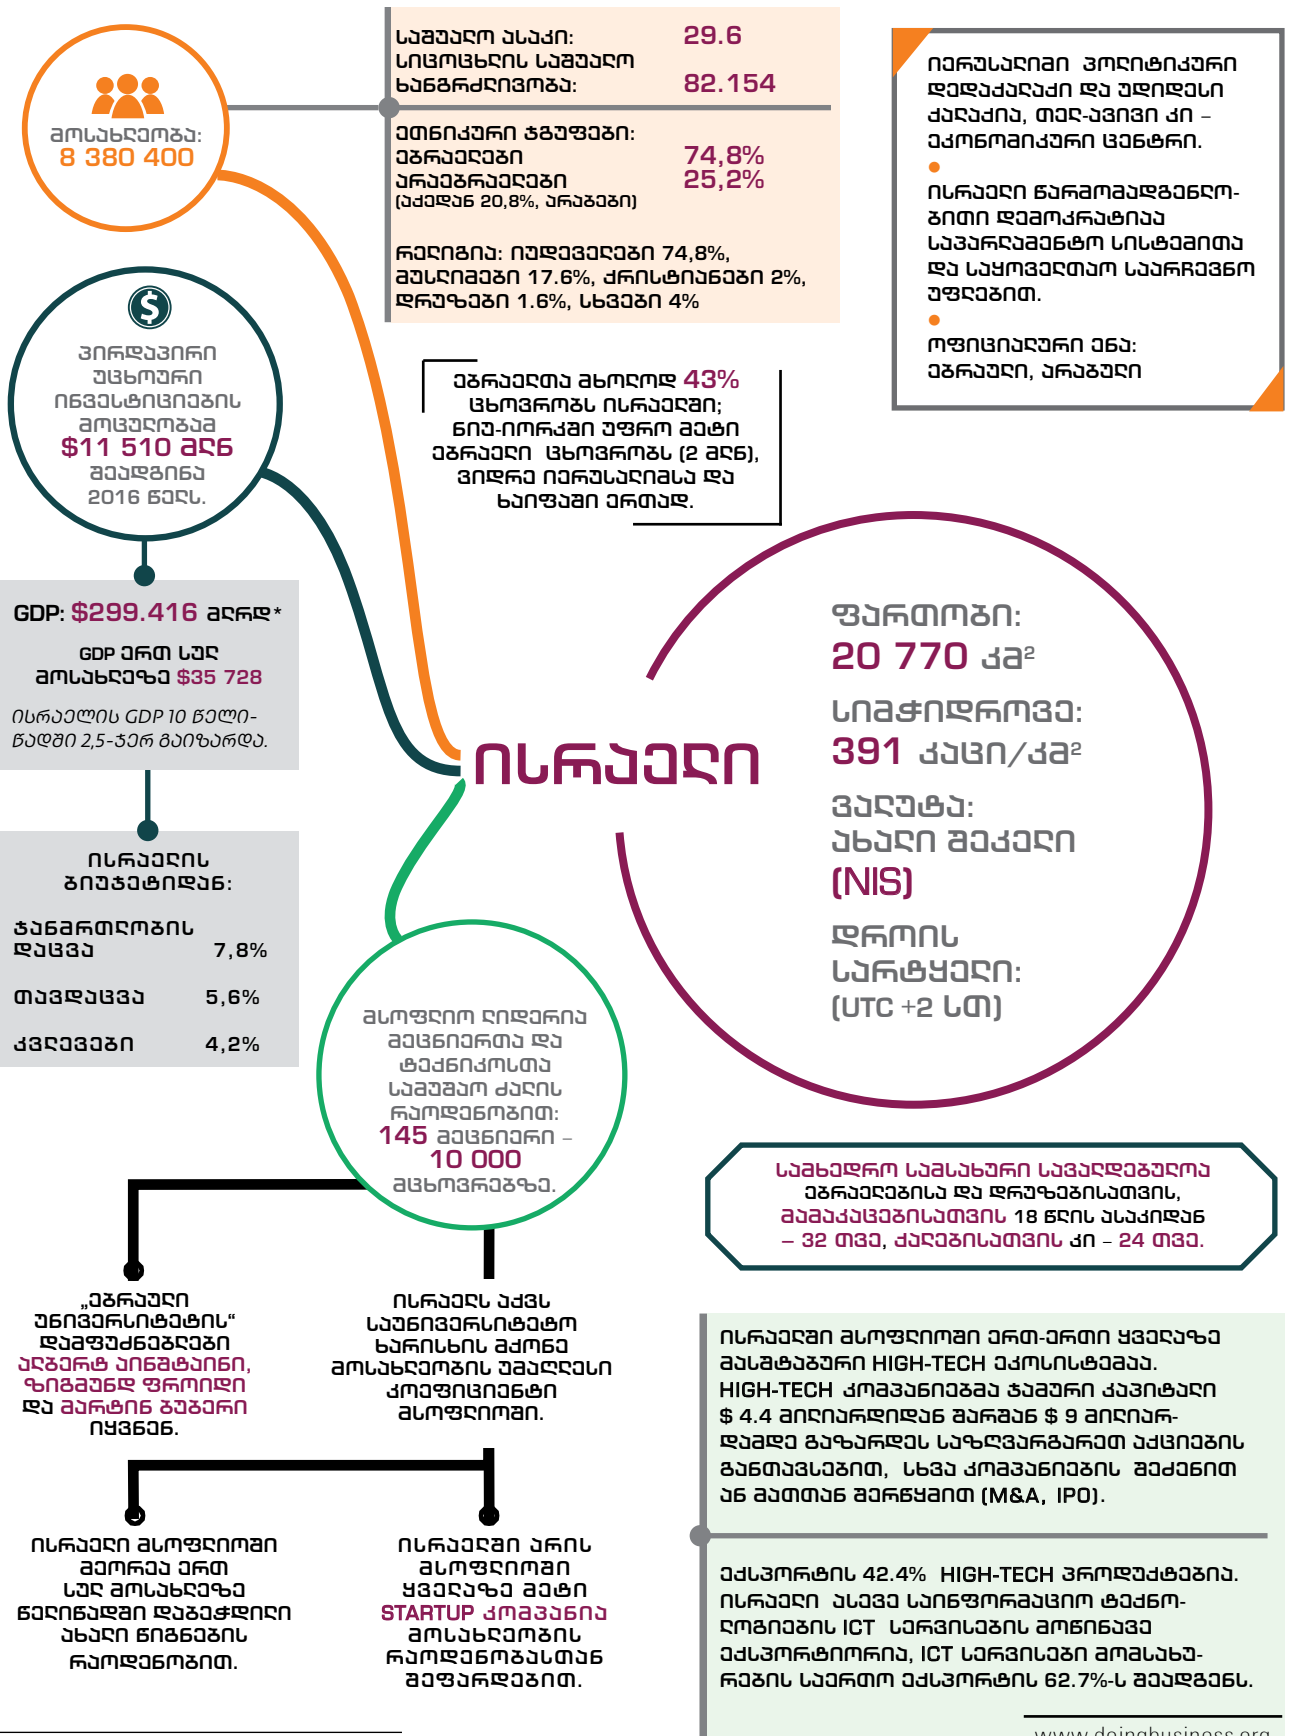 მოსახლეობა:
8 380 400
საშუალო ასაკი: 29.6
სიცოცხლის საშუალო
ხანგრძლივობა: 82.154
ეთნიკური ჯგუფები:
ებრაელები 74,8%
არაებრაელები 25,2%
(აქედან 20,8%, არაბები)
რელიგია: იუდეველები 74,8%,
მუსლიმები 17.6%, ქრისტიანები 2%,
დრუზები 1.6%, სხვები 4%
იერუსალიმი პოლიტიკური
დედაქალაქი და უდიდესი
ქალაქია, თელ-ავივი კი –
ეკონომიკური ცენტრი.
ისრაელი წარმომადგენლო-
ბითი დემოკრატიაა
საპარლამენტო სისტემითა
და საყოველთაო საარჩევნო
უფლებით.
ოფიციალური ენა:
ებრაული, არაბული
პირდაპირი
უცხოური
ინვესტიციების
მოცულობამ
$11 510 მლნ
შეადგინა
2016 წელს.
ებრაელთა მხოლოდ 43%
ცხოვრობს ისრაელში;
ნიუ-იორკში უფრო მეტი
ებრაელი ცხოვრობს (2 მლნ),
ვიდრე იერუსალიმსა და
ხაიფაში ერთად.
GDP: $299.416 მლრდ*
GDP ერთ სულ
მოსახლეზე $35 728
ისრაელის GDP 10 წელი-
წადში 2,5-ჯერ გაიზარდა.
ისრაელის
ბიუჯეტიდან:
ჯანმრთლობის
დაცვა 7,8%
თავდაცვა 5,6%
კვლევები 4,2%
ისრაელი
ფართობი:
20 770 კმ²
სიმჭიდროვე:
391 კაცი/კმ²
ვალუტა:
ახალი შეკელი
(NIS)
დროის
სარტყელი:
(UTC +2 სთ)
მსოფლიო ლიდერია
მეცნიერთა და
ტექნიკოსთა
სამუშაო ძალის
რაოდენობით:
145 მეცნიერი –
10 000
მცხოვრებზე.
სამხედრო სამსახური სავალდებულოა
ებრაელებისა და დრუზებისათვის,
მამაკაცებისათვის 18 წლის ასაკიდან
– 32 თვე, ქალებისათვის კი – 24 თვე.
„ებრაული
უნივერსიტეტის“
დამფუძნებლები
ალბერტ აინშტაინი,
ზიგმუნდ ფროიდი
და მარტინ ბუბერი
იყვნენ.
ისრაელს აქვს
საუნივერსიტეტო
ხარისხის მქონე
მოსახლეობის უმაღლესი
კოეფიციენტი
მსოფლიოში.
ისრაელი მსოფლიოში
მეორეა ერთ
სულ მოსახლეზე
წელიწადში დაბეჭდილი
ახალი წიგნების
რაოდენობით.
ისრაელში არის
მსოფლიოში
ყველაზე მეტი
STARTUP კომპანია
მოსახლეობის
რაოდენობასთან
შეფარდებით.
ისრაელში მსოფლიოში ერთ-ერთი ყველაზე
მასშტაბური HIGH-TECH ეკოსისტემაა.
HIGH-TECH კომპანიებმა ჯამური კაპიტალი
$ 4.4 მილიარდიდან შარშან $ 9 მილიარ-
დამდე გაზარდეს საზღვარგარეთ აქციების
განთავსებით, სხვა კომპანიების შეძენით
ან მათთან შერწყმით (M&A, IPO).
ექსპორტის 42.4% HIGH-TECH პროდუქტებია.
ისრაელი ასევე საინფორმაციო ტექნო-
ლოგიების ICT სერვისების მოწინავე
ექსპორტიორია, ICT სერვისები მომსახუ-
რების საერთო ექსპორტის 62.7%-ს შეადგენს.
www.doingbusiness.org